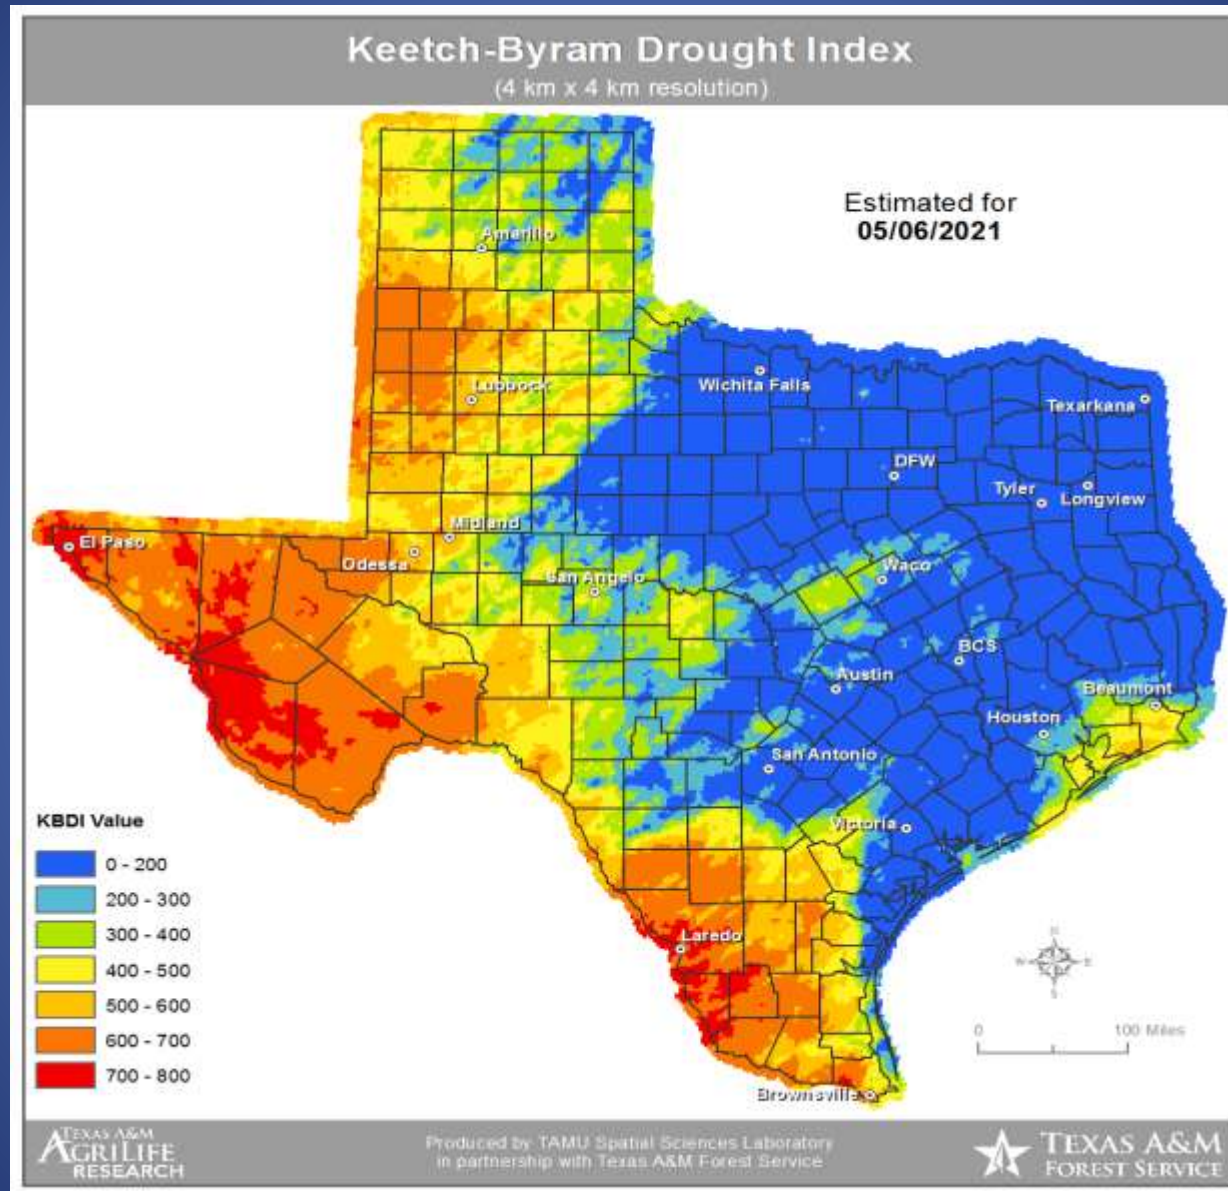 Keetch-Byram Drought Index
(4 km x 4 km resolution)
Estimated for
05/06/2021
Amarillo
Lubbock
Wichita Falls
Texarkana
DFW
Tyler
Longview
El Paso
Midland
Odessa
San Angelo
Waco
BCS
Austin
Beaumont
Houston
San Antonio
Victoria
Laredo
Brownsville
KBDI Value
0 - 200
200 - 300
300 - 400
400 - 500
500 - 600
600 - 700
700 - 800
W E
S
0 100 Miles
TEXAS A&M
AGRILIFE
RESEARCH
Produced by TAMU Spatial Sciences Laboratory
in partnership with Texas A&M Forest Service
TEXAS A&M
FOREST SERVICE